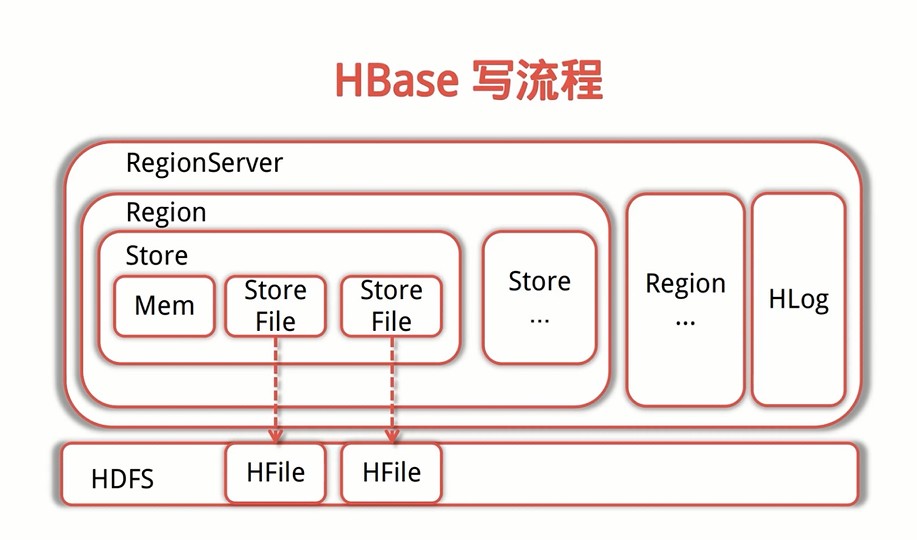 HBase 写流程
RegionServer
Region
Store
Mem
Store
File
Store
File
Store
...
Region
...
HLog
HDFS
HFile
HFile